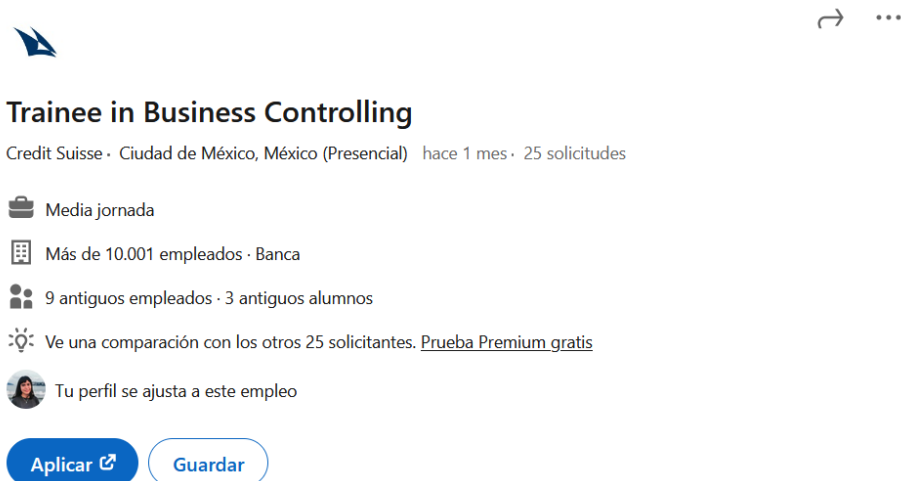 Trainee in Business Controlling
Credit Suisse · Ciudad de México, México (Presencial) hace 1 mes · 25 solicitudes
Media jornada
Más de 10.001 empleados · Banca
9 antiguos empleados · 3 antiguos alumnos
Ve una comparación con los otros 25 solicitantes. Prueba Premium gratis
Tu perfil se ajusta a este empleo
Aplicar Guardar